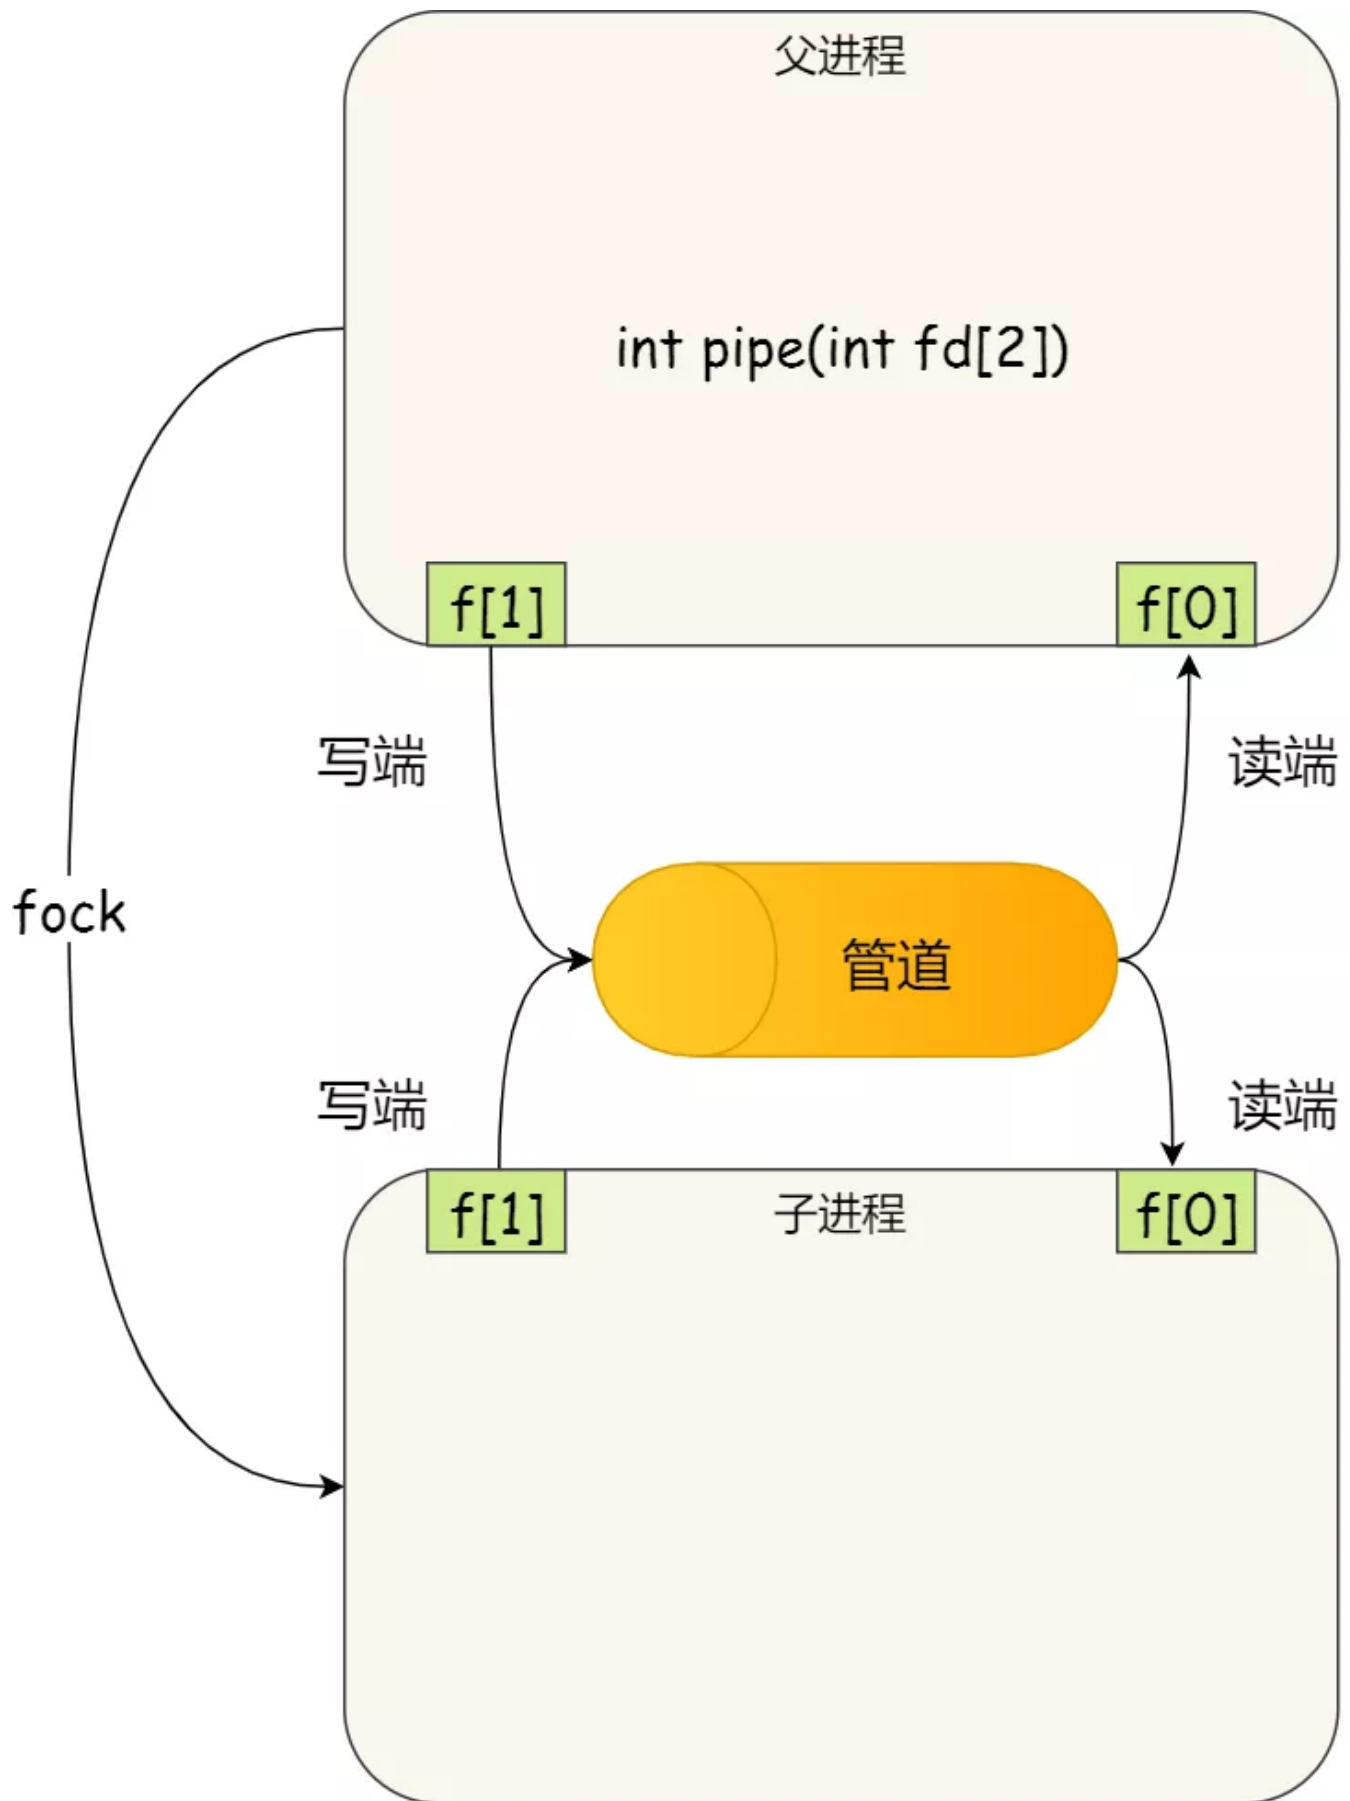 父进程
int pipe(int fd[2])
f[1]
f[0]
写端
读端
fock
管道
写端
读端
f[1]
子进程
f[0]